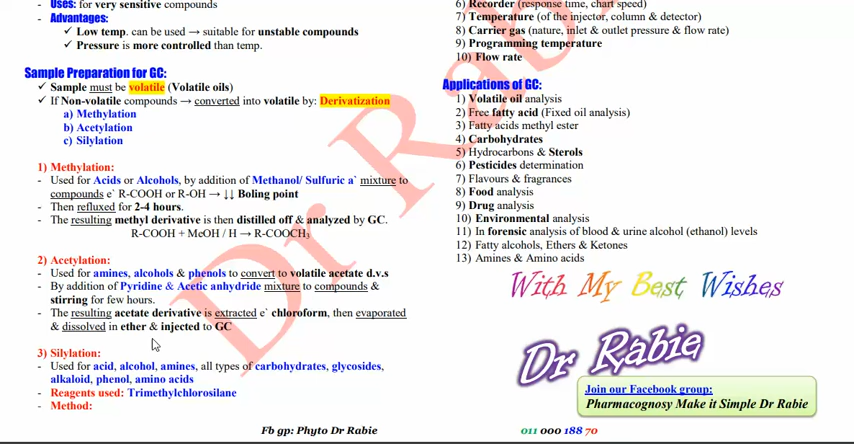 - Uses: for very sensitive compounds
- Advantages:
✓ Low temp. can be used → suitable for unstable compounds
✓ Pressure is more controlled than temp.
Sample Preparation for GC:
✓ Sample must be volatile (Volatile oils)
✓ If Non-volatile compounds → converted into volatile by: Derivatization
a) Methylation
b) Acetylation
c) Silylation
1) Methylation:
- Used for Acids or Alcohols, by addition of Methanol/ Sulfuric a` mixture to
compounds e` R-COOH or R-OH → ↓↓ Boling point
- Then refluxed for 2-4 hours.
- The resulting methyl derivative is then distilled off & analyzed by GC.
R-COOH + MeOH / H → R-COOCH3
2) Acetylation:
- Used for amines, alcohols & phenols to convert to volatile acetate d.v.s
- By addition of Pyridine & Acetic anhydride mixture to compounds &
stirring for few hours.
- The resulting acetate derivative is extracted e` chloroform, then evaporated
& dissolved in ether & injected to GC
3) Silylation:
- Used for acid, alcohol, amines, all types of carbohydrates, glycosides,
alkaloid, phenol, amino acids
- Reagents used: Trimethylchlorosilane
- Method:
6) Recorder (response time, chart speed)
7) Temperature (of the injector, column & detector)
8) Carrier gas (nature, inlet & outlet pressure & flow rate)
9) Programming temperature
10) Flow rate
Applications of GC:
1) Volatile oil analysis
2) Free fatty acid (Fixed oil analysis)
3) Fatty acids methyl ester
4) Carbohydrates
5) Hydrocarbons & Sterols
6) Pesticides determination
7) Flavours & fragrances
8) Food analysis
9) Drug analysis
10) Environmental analysis
11) In forensic analysis of blood & urine alcohol (ethanol) levels
12) Fatty alcohols, Ethers & Ketones
13) Amines & Amino acids
With My Best Wishes
Dr Rabie
Join our Facebook group:
Pharmacognosy Make it Simple Dr Rabie
Fb gp: Phyto Dr Rabie
011 000 188 70
Dr Rab